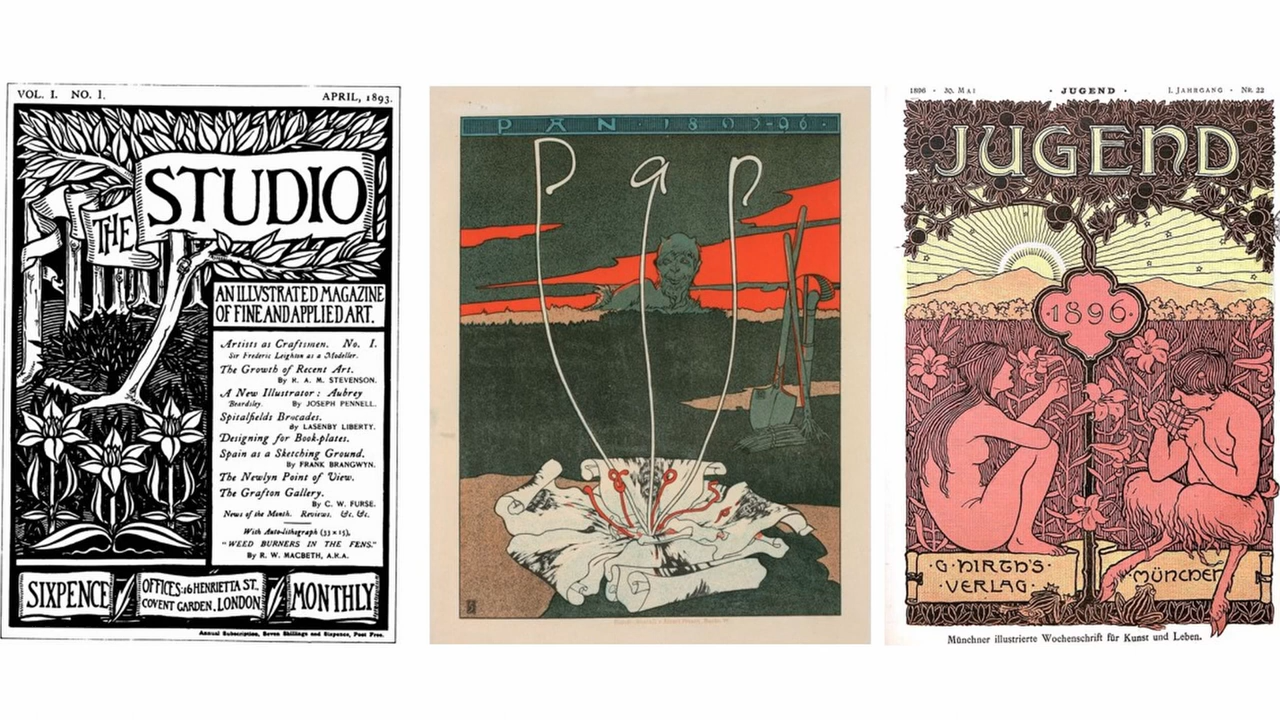 VOL. I. NO. I. APRIL, 1893.
THE STUDIO
AN ILLVSTRATED MAGAZINE
OF FINE AND APPLIED ART.
Artists as Craftsmen. No. I.
Sir Frederic Leighton as a Modeller.
The Growth of Recent Art.
By R. A. M. STEVENSON.
A New Illustrator: Aubrey
Beardsley. By JOSEPH PENNELL.
Spitalfields Brocades.
By LASENBY LIBERTY.
Designing for Book-plates.
Spain as a Sketching Ground.
By FRANK BRANGWYN.
The Newlyn Point of View.
The Grafton Gallery.
By C. W. FURSE.
News of the Month. Reviews. &c. &c.
With Auto-lithograph (33 x 15),
"WEED BURNERS IN THE FENS."
By R. W. MACBETH, A.R.A.
SIXPENCE
OFFICES: 16 HENRIETTA ST.
COVENT GARDEN, LONDON
MONTHLY
Annual Subscription, Seven Shillings and Sixpence, Post Free.
PAN · 1895-96 ·
Pan
1896 · 30. MAI · JUGEND · I. JAHRGANG · NR. 22
JUGEND
·1896·
·G·HIRTH'S·
VERLAG·
·MÜNCHEN
Münchner illustrierte Wochenschrift für Kunst und Leben.